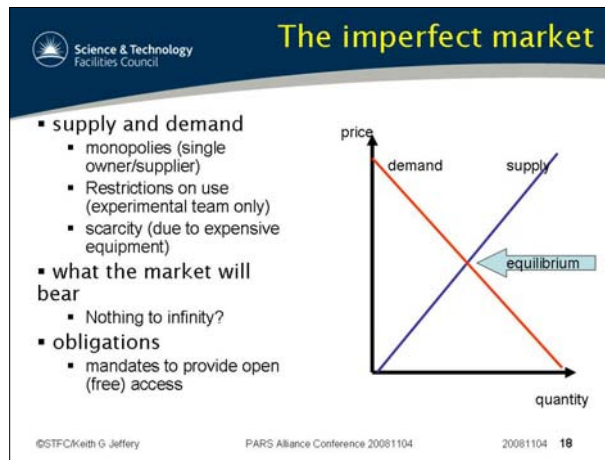 Science & Technology
Facilities Council
The imperfect market
▪ supply and demand
▪ monopolies (single
owner/supplier)
▪ Restrictions on use
(experimental team only)
▪ scarcity (due to expensive
equipment)
▪ what the market will
bear
▪ Nothing to infinity?
▪ obligations
▪ mandates to provide open
(free) access
price
demand
supply
equilibrium
quantity
©STFC/Keith G Jeffery
PARS Alliance Conference 20081104
20081104 18